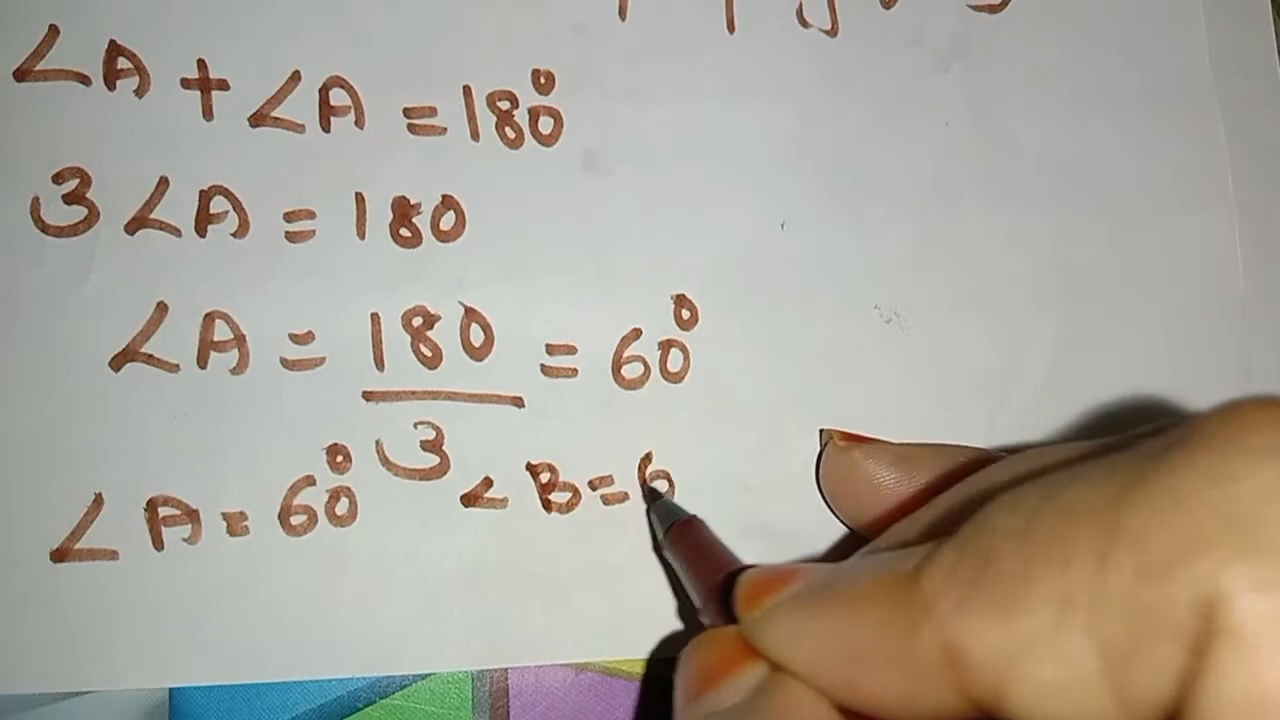 ∠A + ∠A = 180°
3 ∠A = 180
∠A = 180/3 = 60°
∠A = 60° ∠B = 6